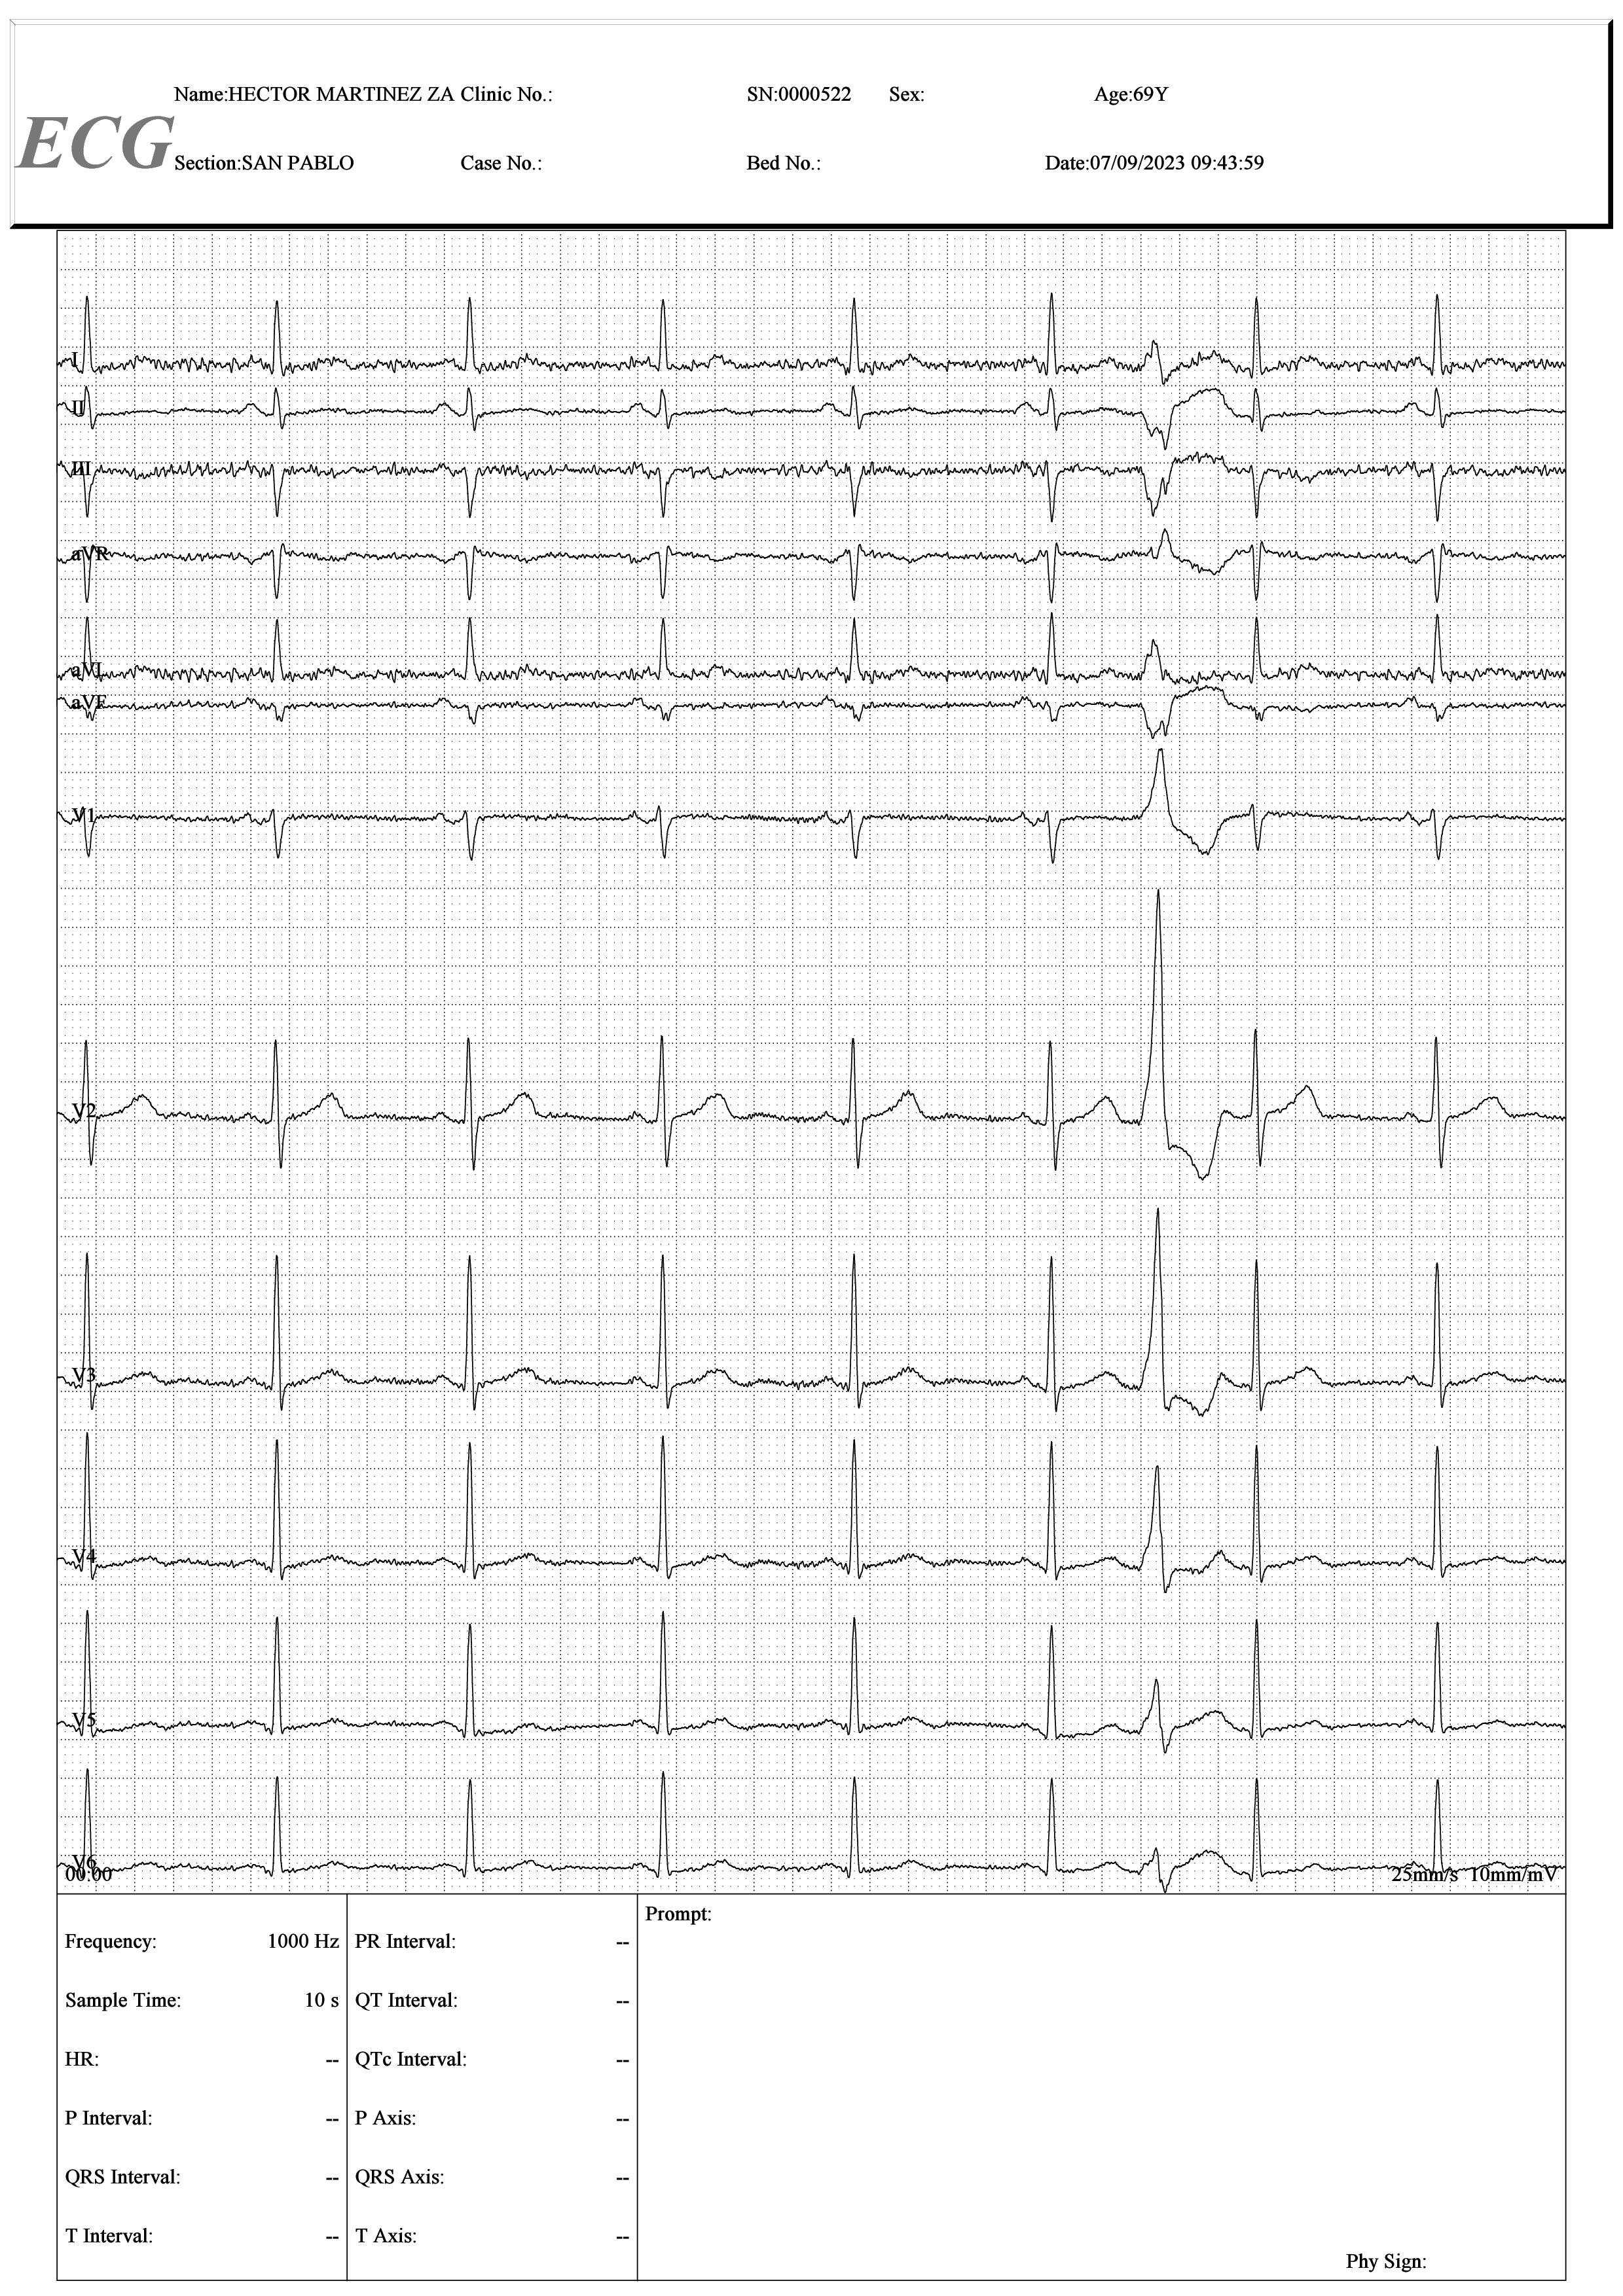 ECG
Name:HECTOR MARTINEZ ZA Clinic No.: SN:0000522 Sex: Age:69Y
Section:SAN PABLO Case No.: Bed No.: Date:07/09/2023 09:43:59
I
II
III
aVR
aVL
aVF
V1
V2
V3
V4
V5
V6
00:00 25mm/s 10mm/mV
Prompt:
Frequency: 1000 Hz PR Interval: --
Sample Time: 10 s QT Interval: --
HR: -- QTc Interval: --
P Interval: -- P Axis: --
QRS Interval: -- QRS Axis: --
T Interval: -- T Axis: --
Phy Sign: